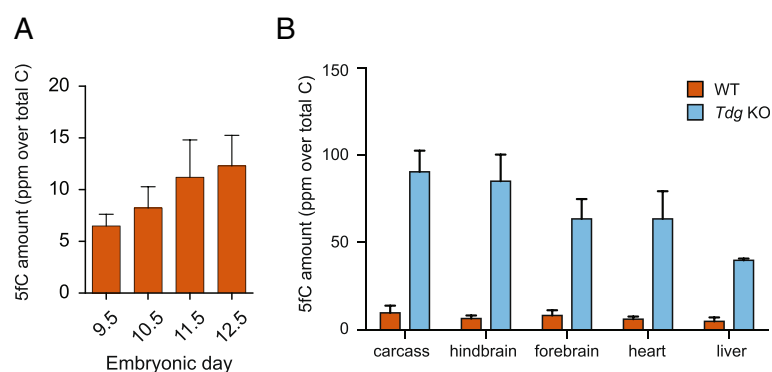 A
5fC amount (ppm over total C)
20
15
10
5
0
9.5
10.5
11.5
12.5
Embryonic day
B
5fC amount (ppm over total C)
150
100
50
0
WT
Tdg KO
carcass
hindbrain
forebrain
heart
liver